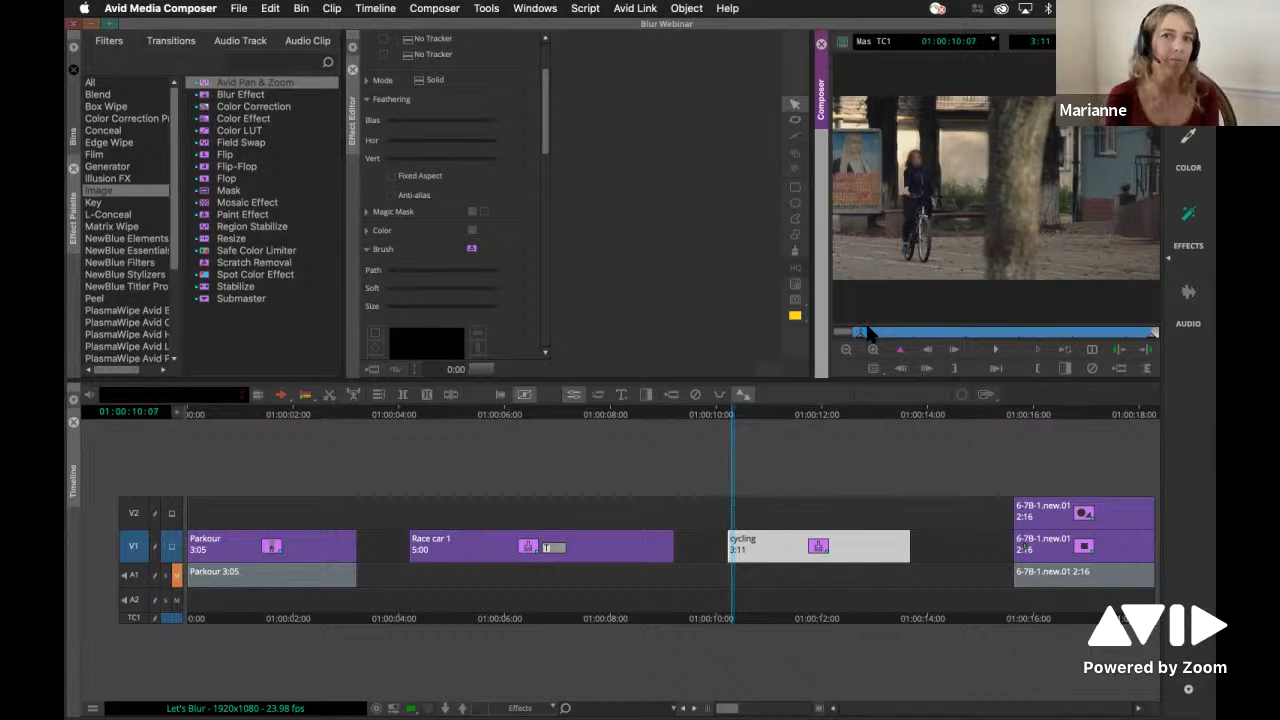 Avid Media Composer File Edit Bin Clip Timeline Composer Tools Windows Script Avid Link Object Help
Blur Webinar
Filters Transitions Audio Track Audio Clip
All
Blend
Box Wipe
Color Correction P
Conceal
Edge Wipe
Film
Generator
Illusion FX
Image
Key
L-Conceal
Matrix Wipe
NewBlue Elements
NewBlue Essentials
NewBlue Filters
NewBlue Stylizers
NewBlue Titler Pro
Peel
PlasmaWipe Avid B
PlasmaWipe Avid C
PlasmaWipe Avid H
PlasmaWipe Avid L
PlasmaWipe Avid P
Avid Pan & Zoom
Blur Effect
Color Correction
Color Effect
Color LUT
Field Swap
Flip
Flip-Flop
Flop
Mask
Mosaic Effect
Paint Effect
Region Stabilize
Resize
Safe Color Limiter
Scratch Removal
Spot Color Effect
Stabilize
Submaster
Bins
Effect Palette
Effect Editor
No Tracker
No Tracker
Mode Solid
Feathering
Bias
Hor
Vert
Fixed Aspect
Anti-alias
Magic Mask
Color
Brush
Path
Soft
Size
0:00
HQ
Composer
Mas TC1 01:00:10:07 3:11
Marianne
COLOR
EFFECTS
AUDIO
01:00:10:07
00:00 01:00:02:00 01:00:04:00 01:00:06:00 01:00:08:00 01:00:10:00 01:00:12:00 01:00:14:00 01:00:16:00 01:00:18:00
Timeline
V2
V1
A1
A2
TC1
S M
S M
Parkour
3:05
Race car 1
5:00
cycling
3:11
6-7B-1.new.01
2:16
6-7B-1.new.01
2:16
Parkour 3:05
6-7B-1.new.01 2:16
0:00 01:00:02:00 01:00:04:00 01:00:06:00 01:00:08:00 01:00:10:00 01:00:12:00 01:00:14:00 01:00:16:00
AVID
Powered by Zoom
Let's Blur - 1920x1080 - 23.98 fps
Effects